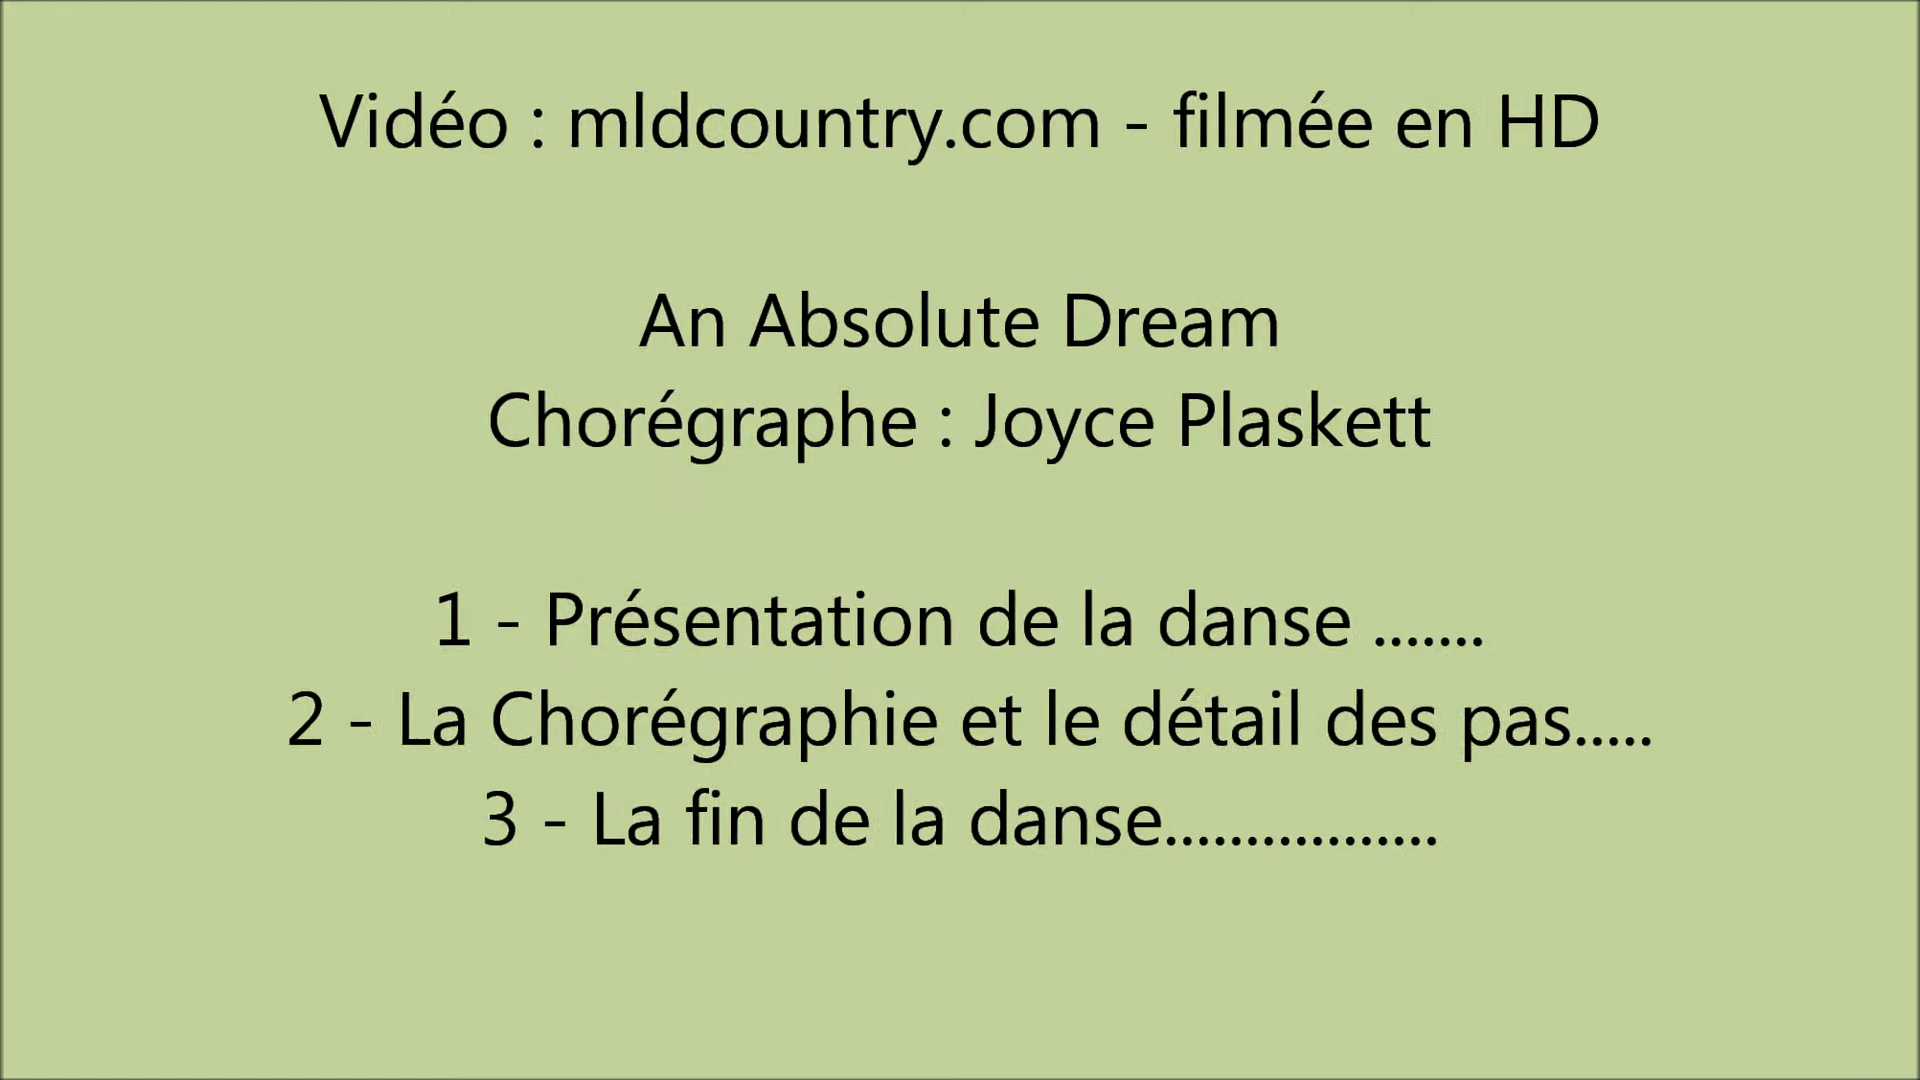 Vidéo : mldcountry.com - filmée en HD
An Absolute Dream
Chorégraphe : Joyce Plaskett
1 - Présentation de la danse .......
2 - La Chorégraphie et le détail des pas.....
3 - La fin de la danse.................